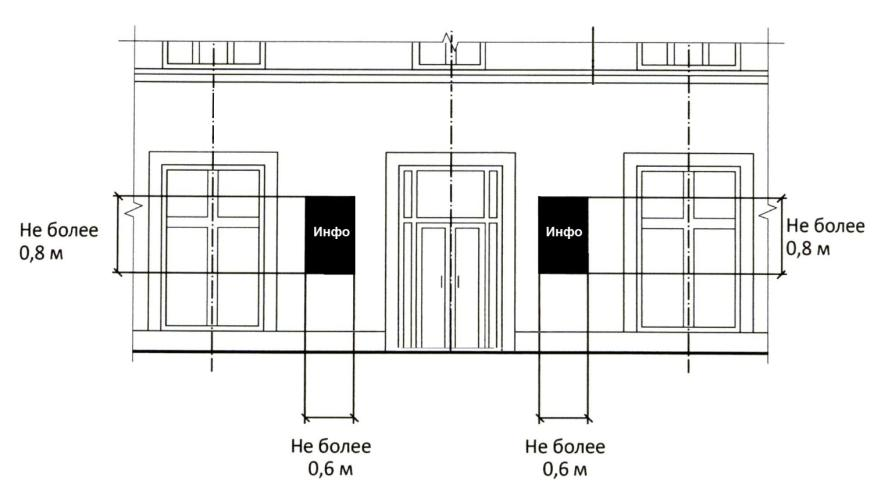 Инфо
Инфо
Не более
0,8 м
Не более
0,8 м
Не более
0,6 м
Не более
0,6 м